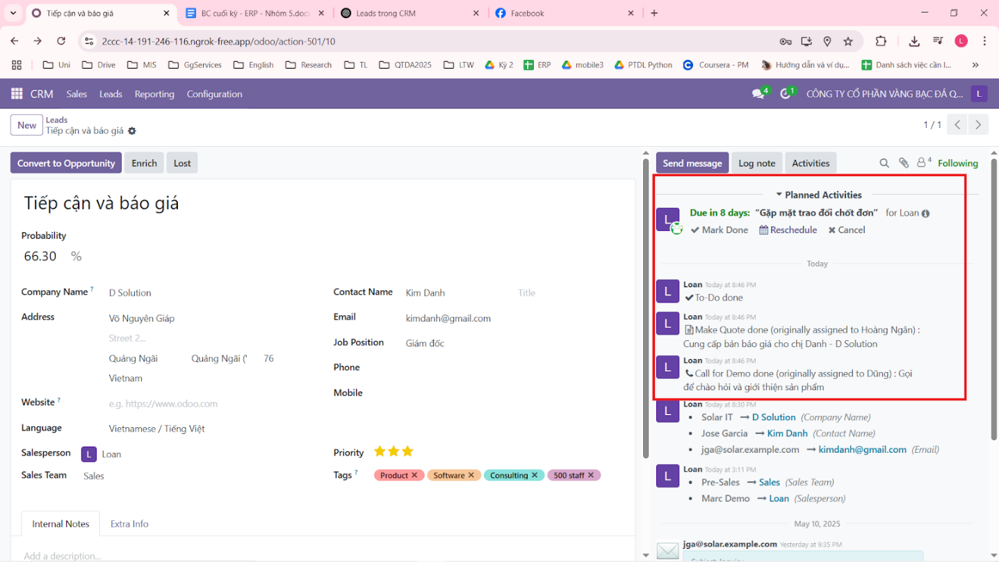 Tiếp cận và báo giá
BC cuối kỳ - ERP - Nhóm 5.doc
Leads trong CRM
Facebook
2ccc-14-191-246-116.ngrok-free.app/odoo/action-501/10
L
Uni
Drive
MIS
GgServices
English
Research
TL
QTDA2025
LTW
Kỳ 2
ERP
mobile3
PTDL Python
Coursera - PM
Hướng dẫn và ví dụ...
Danh sách việc cần l...
CRM Sales Leads Reporting Configuration
4 1 CÔNG TY CỔ PHẦN VÀNG BẠC ĐÁ Q... L
New
Leads
Tiếp cận và báo giá
1 / 1
Convert to Opportunity Enrich Lost
Tiếp cận và báo giá
Probability
66.30 %
Company Name ? D Solution
Address Võ Nguyên Giáp
Street 2...
Quảng Ngãi Quảng Ngãi (' 76
Vietnam
Website ? e.g. https://www.odoo.com
Language Vietnamese / Tiếng Việt
Salesperson L Loan
Sales Team Sales
Contact Name Kim Danh Title
Email kimdanh@gmail.com
Job Position Giám đốc
Phone
Mobile
Priority
Tags ? Product Software Consulting 500 staff
Internal Notes Extra Info
Add a description...
Send message Log note Activities 4 Following
Planned Activities
L Due in 8 days: “Gặp mặt trao đổi chốt đơn” for Loan
Mark Done Reschedule Cancel
Today
L Loan Today at 8:46 PM
To-Do done
L Loan Today at 8:46 PM
Make Quote done (originally assigned to Hoàng Ngân) :
Cung cấp bản báo giá cho chị Danh - D Solution
L Loan Today at 8:46 PM
Call for Demo done (originally assigned to Dũng) : Gọi
để chào hỏi và giới thiện sản phẩm
L Loan Today at 8:30 PM
• Solar IT → D Solution (Company Name)
• Jose Garcia → Kim Danh (Contact Name)
• jga@solar.example.com → kimdanh@gmail.com (Email)
L Loan Today at 3:11 PM
• Pre-Sales → Sales (Sales Team)
• Marc Demo → Loan (Salesperson)
May 10, 2025
jga@solar.example.com Yesterday at 9:35 PM
Subject: Inquiry